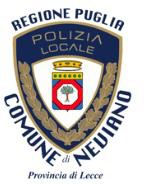 REGIONE PUGLIA
POLIZIA
LOCALE
COMUNE di NEVIANO
Provincia di Lecce